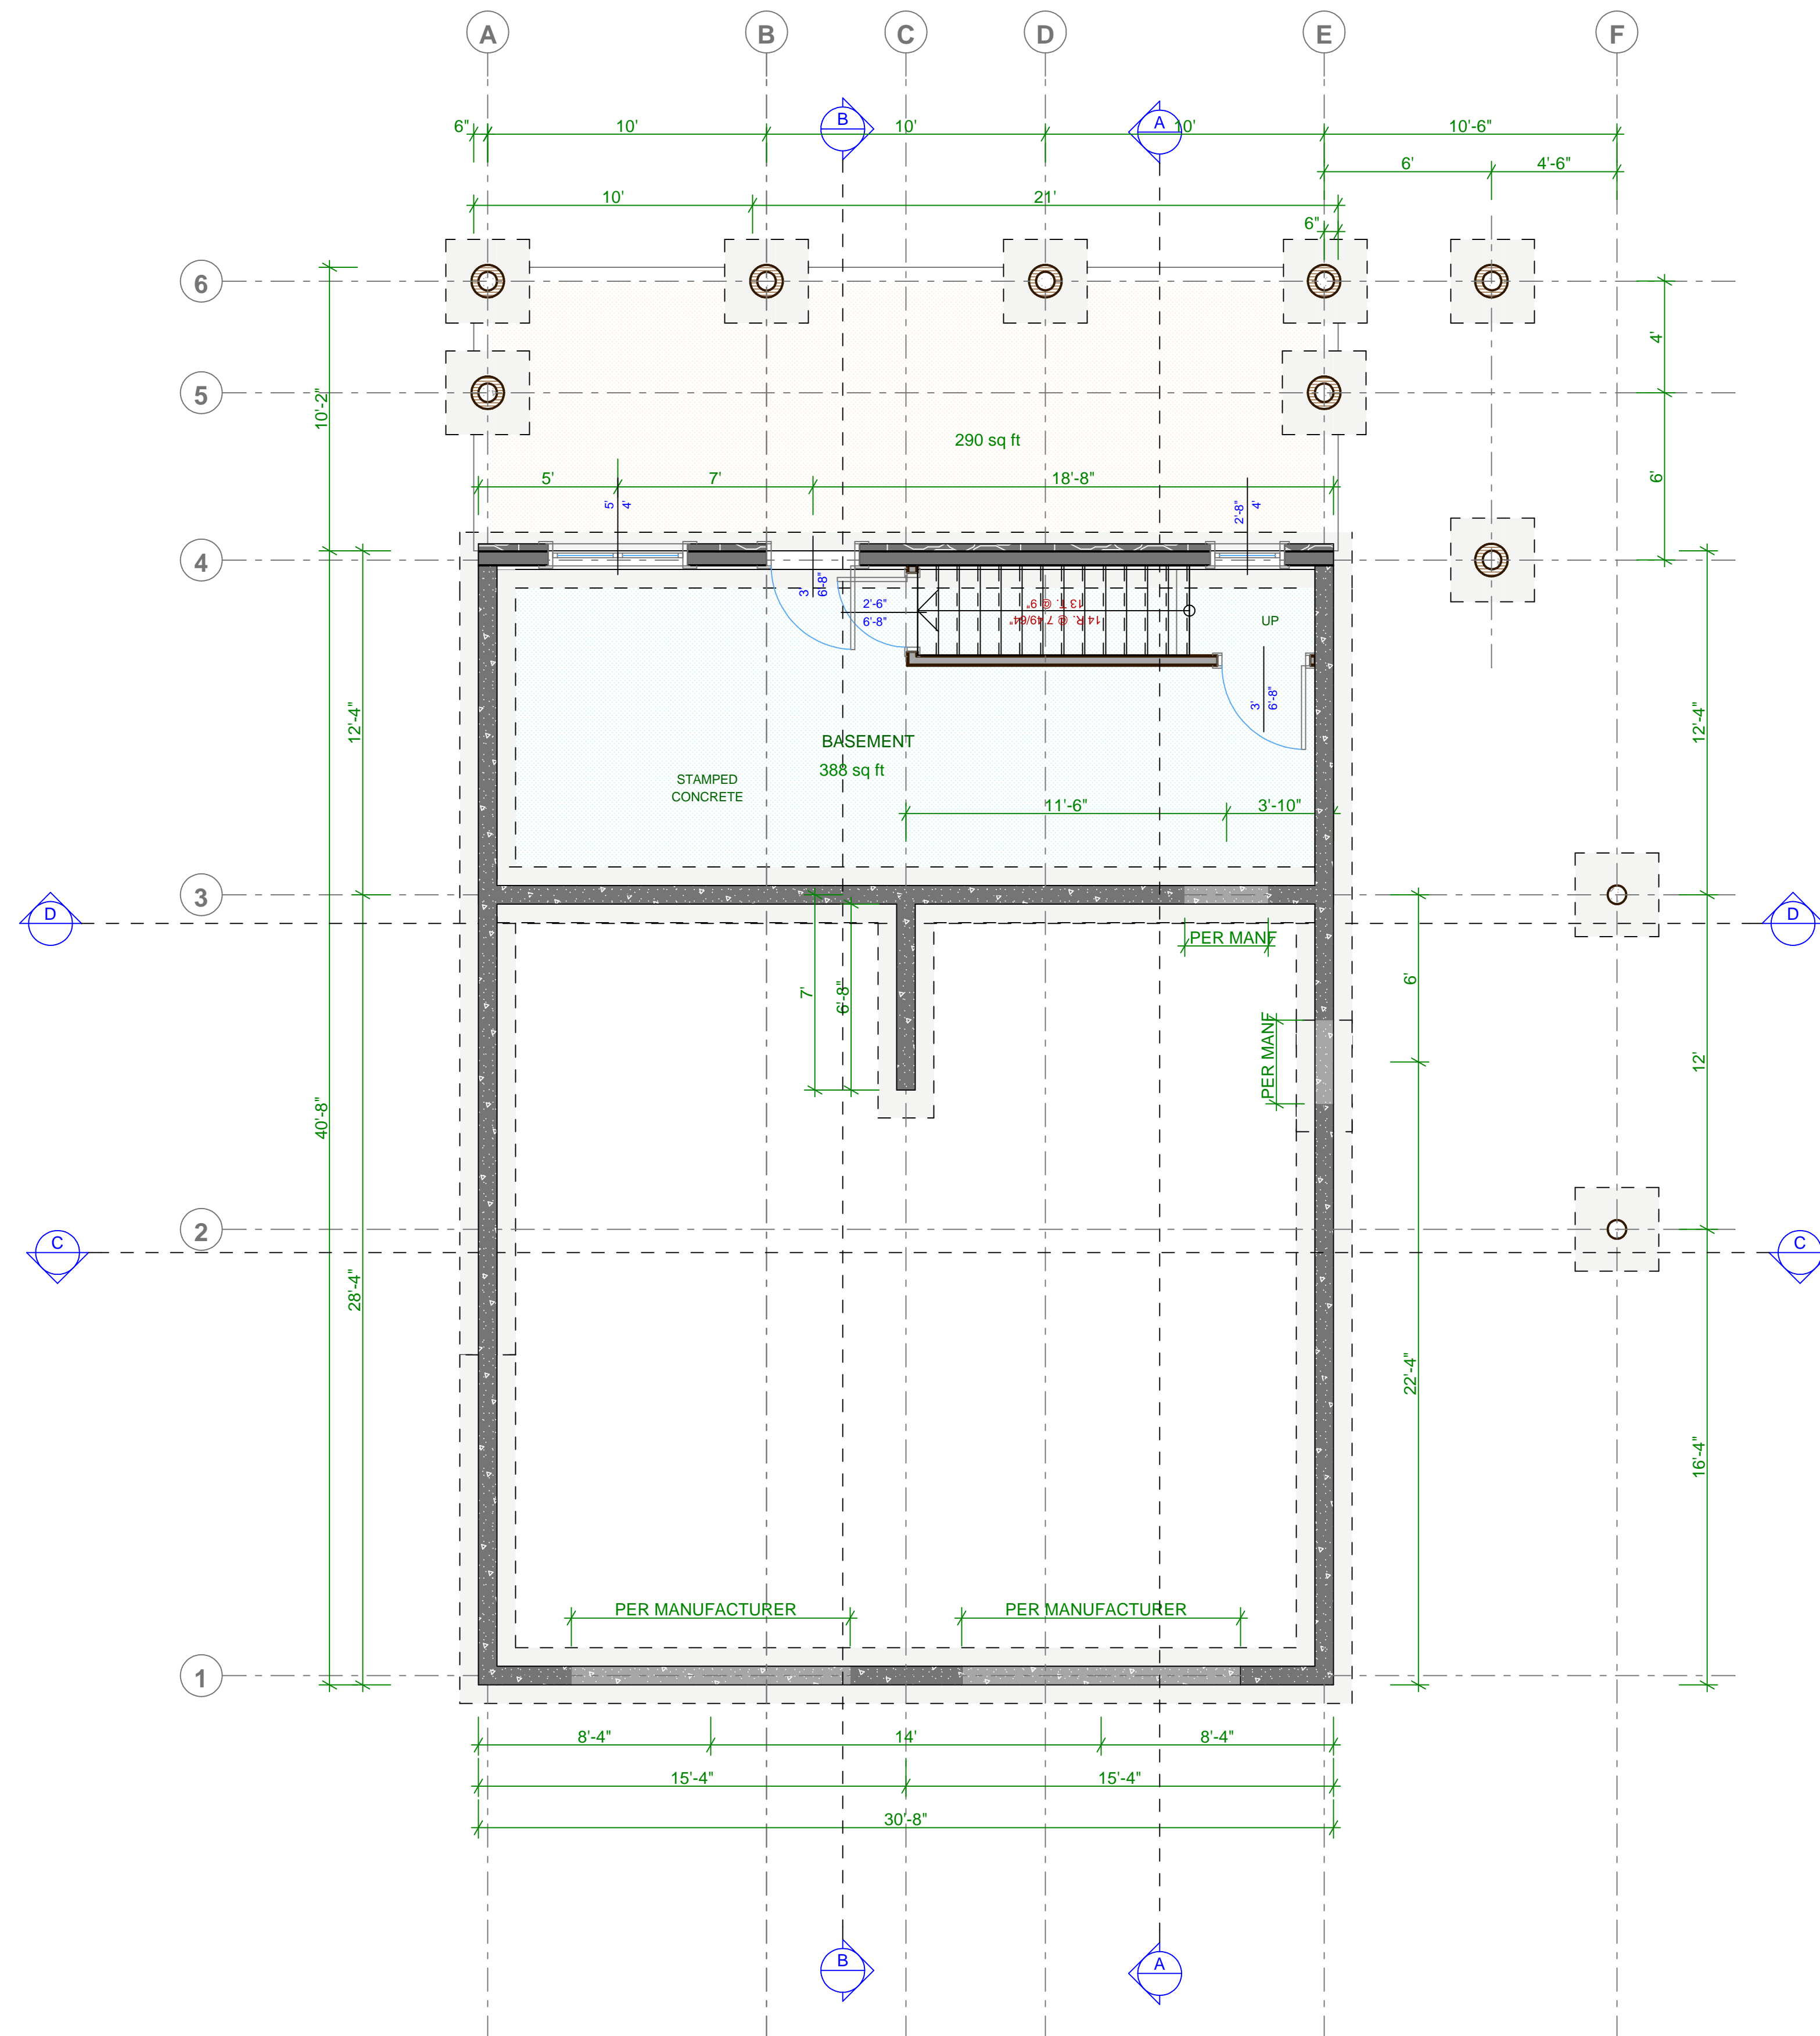 A B C D E F
B A
6" 10' 10' 10' 10'-6"
6' 4'-6"
10' 21'
6"
6
4'
5
10'-2"
290 sq ft
6'
5' 7' 18'-8"
5' 4'
2'-8" 4'
4
3' 6'-8"
2'-6"
6'-8"
13 T. @ 9"
14 R. @ 7 49/64"
UP
3' 6'-8"
12'-4"
12'-4"
BASEMENT
388 sq ft
STAMPED
CONCRETE
11'-6" 3'-10"
3
D D
PER MANF
7' 6'-8"
6'
PER MANF
12'
40'-8"
2
C C
28'-4"
22'-4"
16'-4"
PER MANUFACTURER PER MANUFACTURER
1
8'-4" 14' 8'-4"
15'-4" 15'-4"
30'-8"
B A